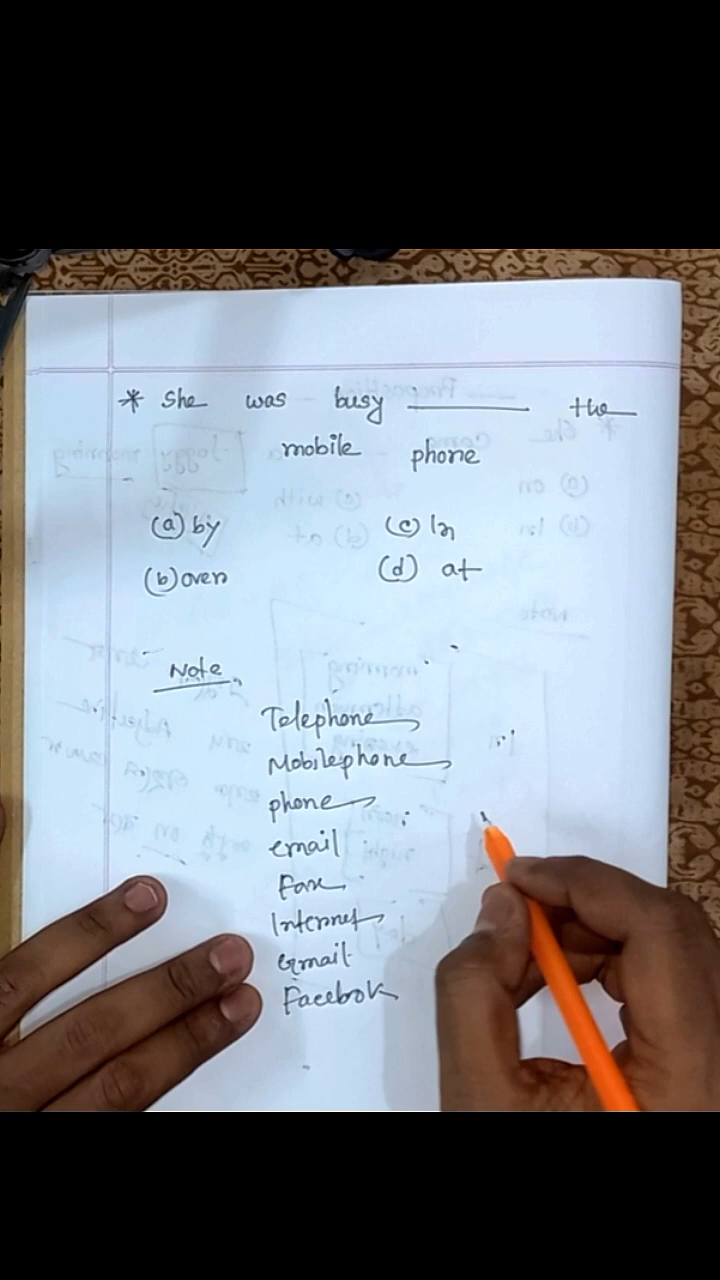 * She was busy ______ the
mobile phone
(a) by (c) In
(b) over (d) at
Note
Telephone
Mobilephone
phone
email
Fax
Internet
Gmail
Facebok